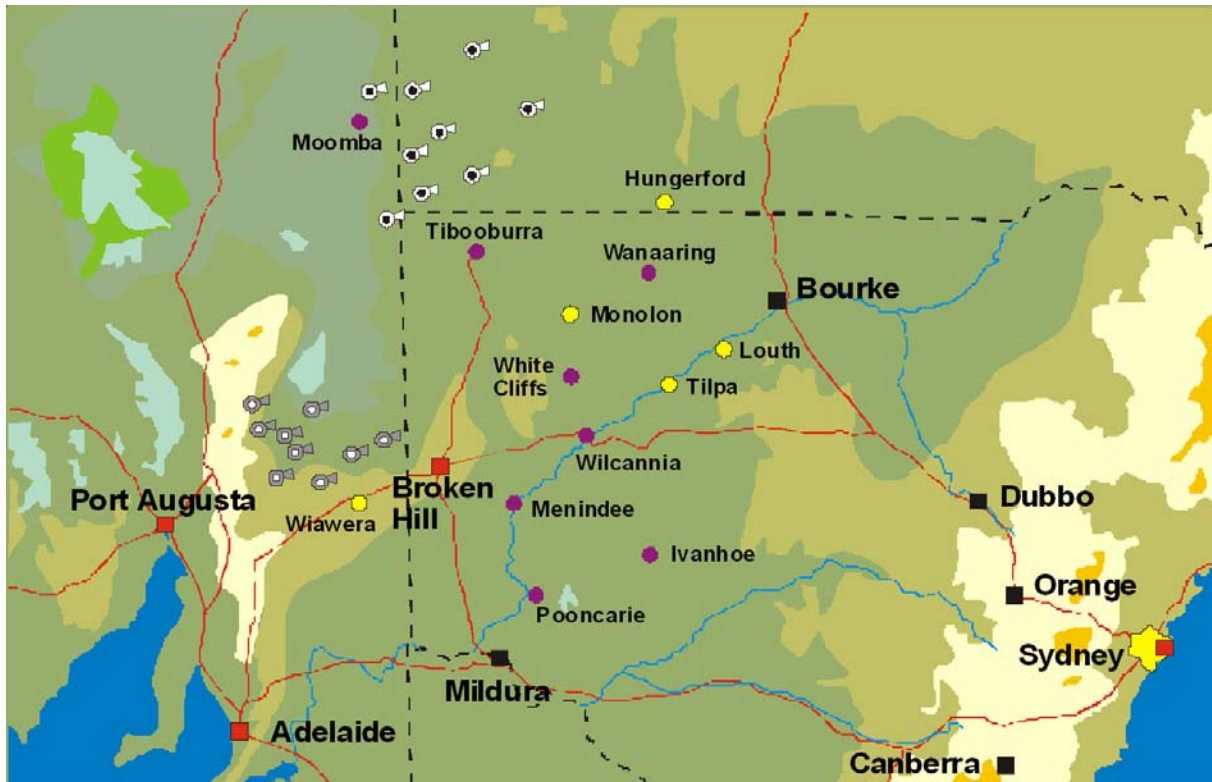 Moomba
Hungerford
Tibooburra
Wanaaring
Bourke
Monolon
Louth
White
Cliffs
Tilpa
Wilcannia
Port Augusta
Broken
Hill
Wiawera
Menindee
Dubbo
Ivanhoe
Orange
Pooncarie
Sydney
Mildura
Adelaide
Canberra